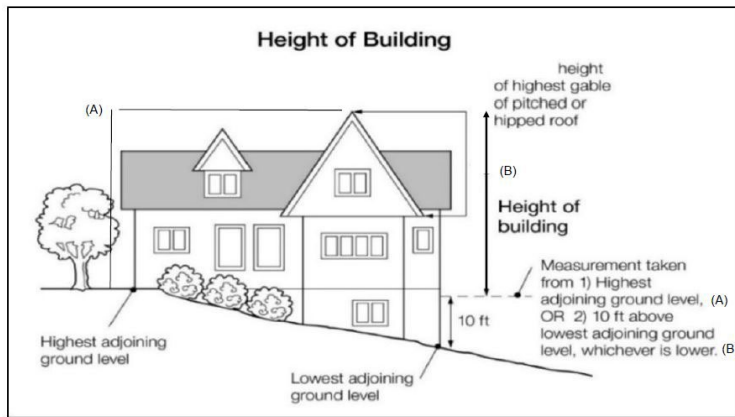 Height of Building
height
of highest gable
of pitched or
hipped roof
(A)
(B)
Height of
building
Measurement taken
from 1) Highest
adjoining ground level, (A)
OR 2) 10 ft above
lowest adjoining ground
level, whichever is lower. (B
10 ft
Highest adjoining
ground level
Lowest adjoining
ground level